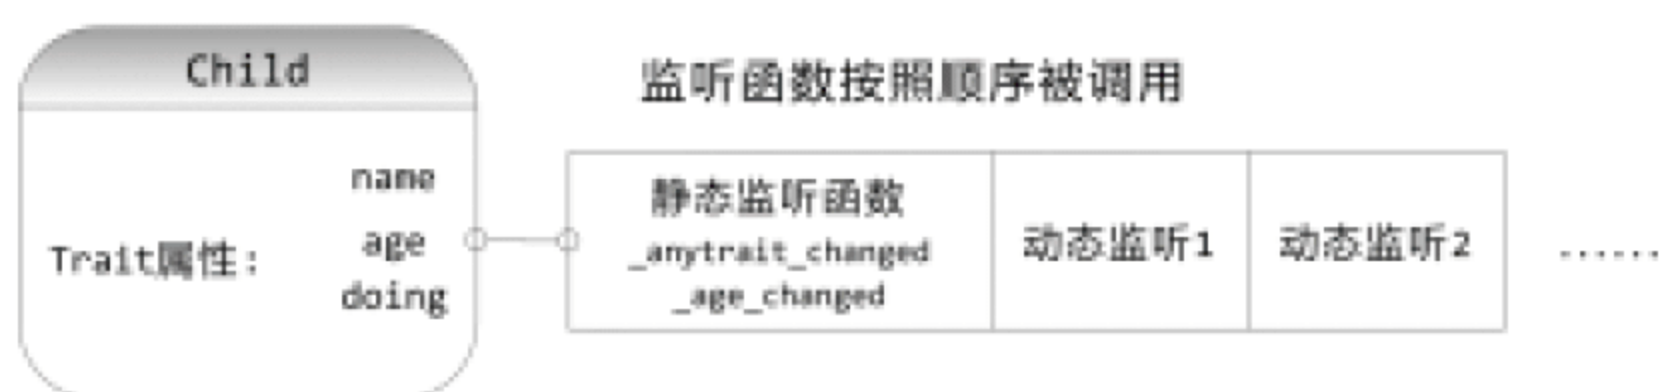 Child
监听函数按照顺序被调用
Trait属性:
name
age
doing
静态监听函数
_anytrait_changed
_age_changed
动态监听1
动态监听2
......